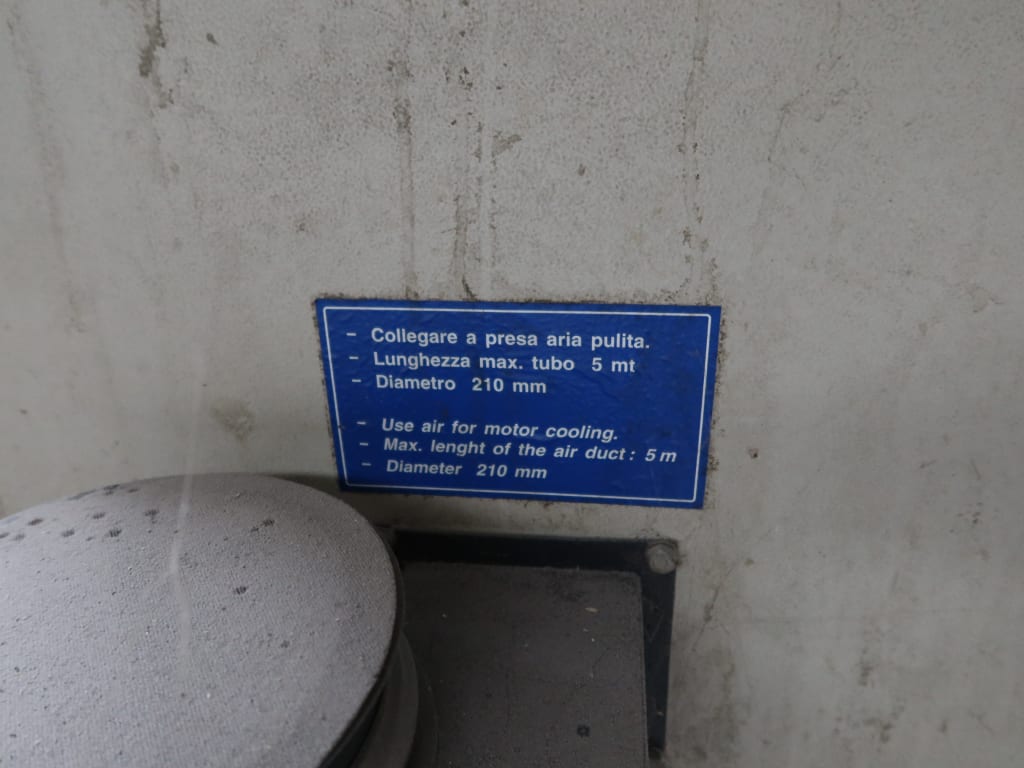 - Collegare a presa aria pulita.
- Lunghezza max. tubo 5 mt
- Diametro 210 mm
- Use air for motor cooling.
- Max. lenght of the air duct : 5 m
- Diameter 210 mm